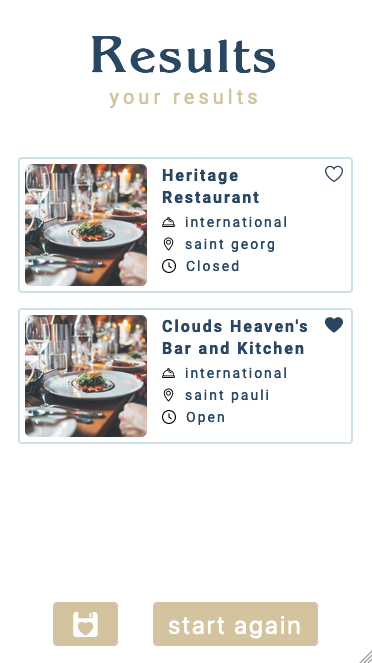 Results
your results
Heritage
Restaurant
international
saint georg
Closed
Clouds Heaven's
Bar and Kitchen
international
saint pauli
Open
start again